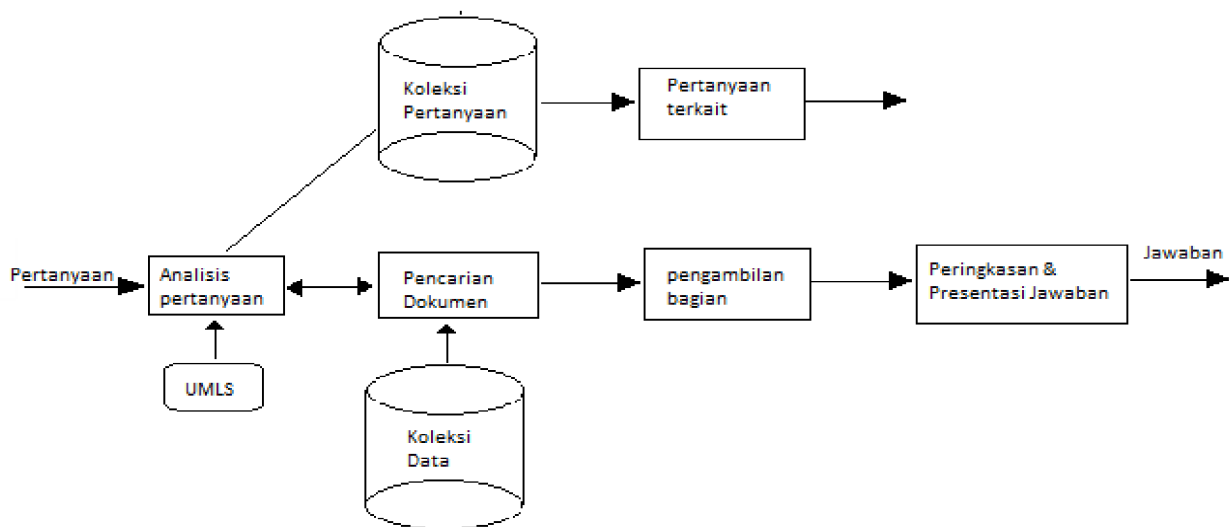 Koleksi
Pertanyaan
Pertanyaan
terkait
Pertanyaan
Analisis
pertanyaan
Pencarian
Dokumen
pengambilan
bagian
Peringkasan &
Presentasi Jawaban
Jawaban
UMLS
Koleksi
Data